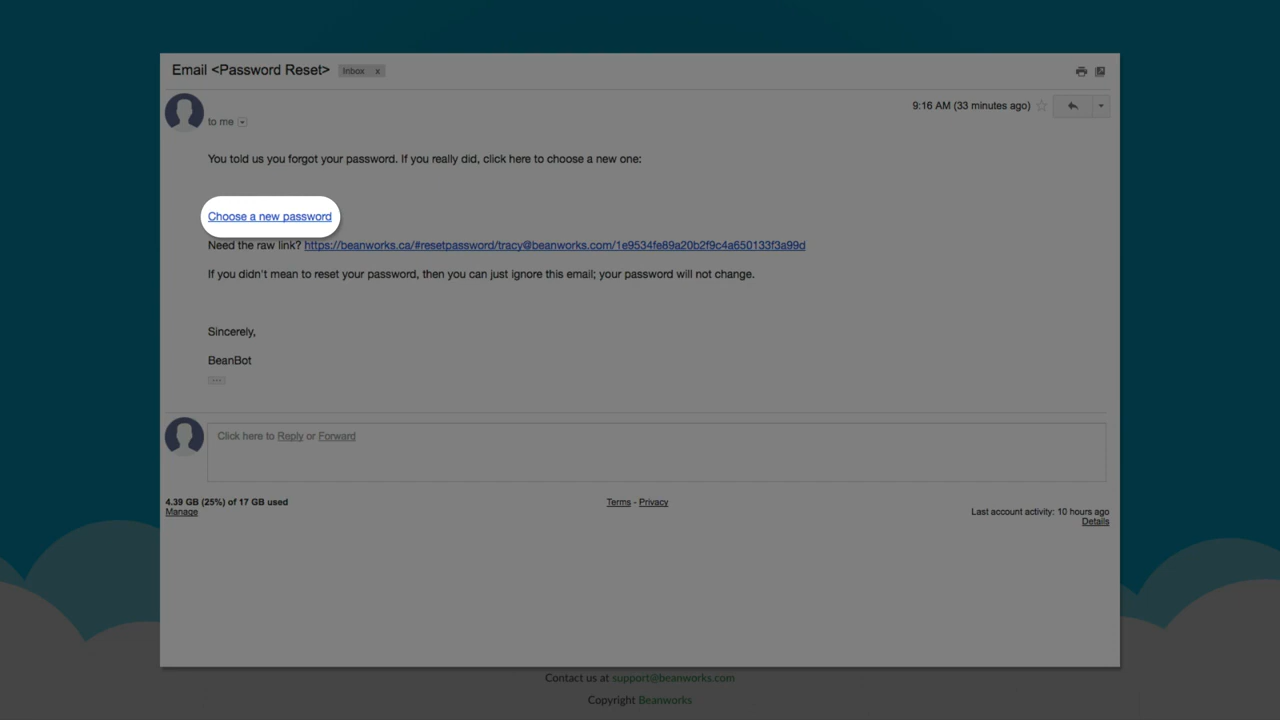 Email <Password Reset> Inbox x
9:16 AM (33 minutes ago)
to me
You told us you forgot your password. If you really did, click here to choose a new one:
Choose a new password
Need the raw link? https://beanworks.ca/#resetpassword/tracy@beanworks.com/1e9534fe89a20b2f9c4a650133f3a99d
If you didn't mean to reset your password, then you can just ignore this email; your password will not change.
Sincerely,
BeanBot
Click here to Reply or Forward
4.39 GB (25%) of 17 GB used
Manage
Terms - Privacy
Last account activity: 10 hours ago
Details
Contact us at support@beanworks.com
Copyright Beanworks